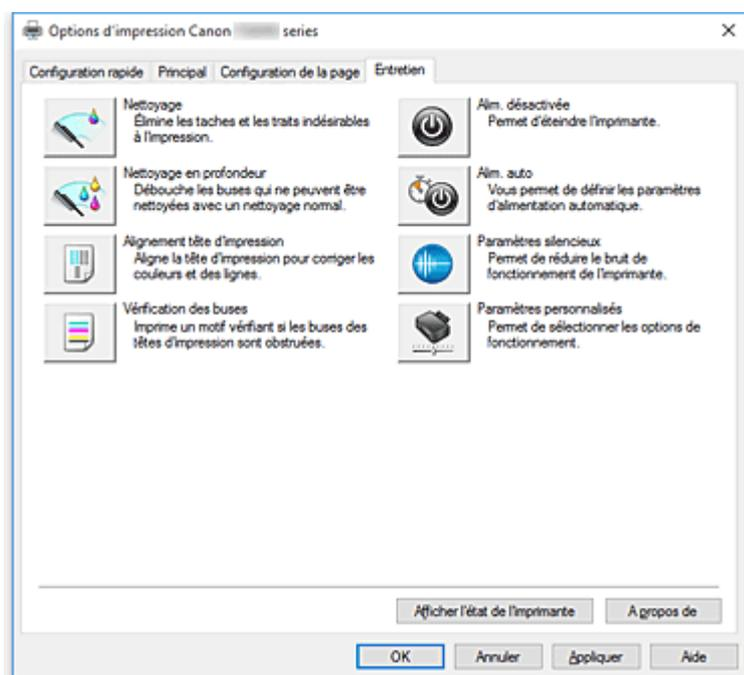 Options d'impression Canon series
Configuration rapide Principal Configuration de la page Entretien
Nettoyage
Élimine les taches et les traits indésirables
à l'impression.
Nettoyage en profondeur
Débouche les buses qui ne peuvent être
nettoyées avec un nettoyage normal.
Alignement tête d'impression
Aligne la tête d'impression pour corriger les
couleurs et des lignes.
Vérification des buses
Imprime un motif vérifiant si les buses des
têtes d'impression sont obstruées.
Alim. désactivée
Permet d'éteindre l'imprimante.
Alim. auto
Vous permet de définir les paramètres
d'alimentation automatique.
Paramètres silencieux
Permet de réduire le bruit de
fonctionnement de l'imprimante.
Paramètres personnalisés
Permet de sélectionner les options de
fonctionnement.
Afficher l'état de l'imprimante A propos de
OK Annuler Appliquer Aide